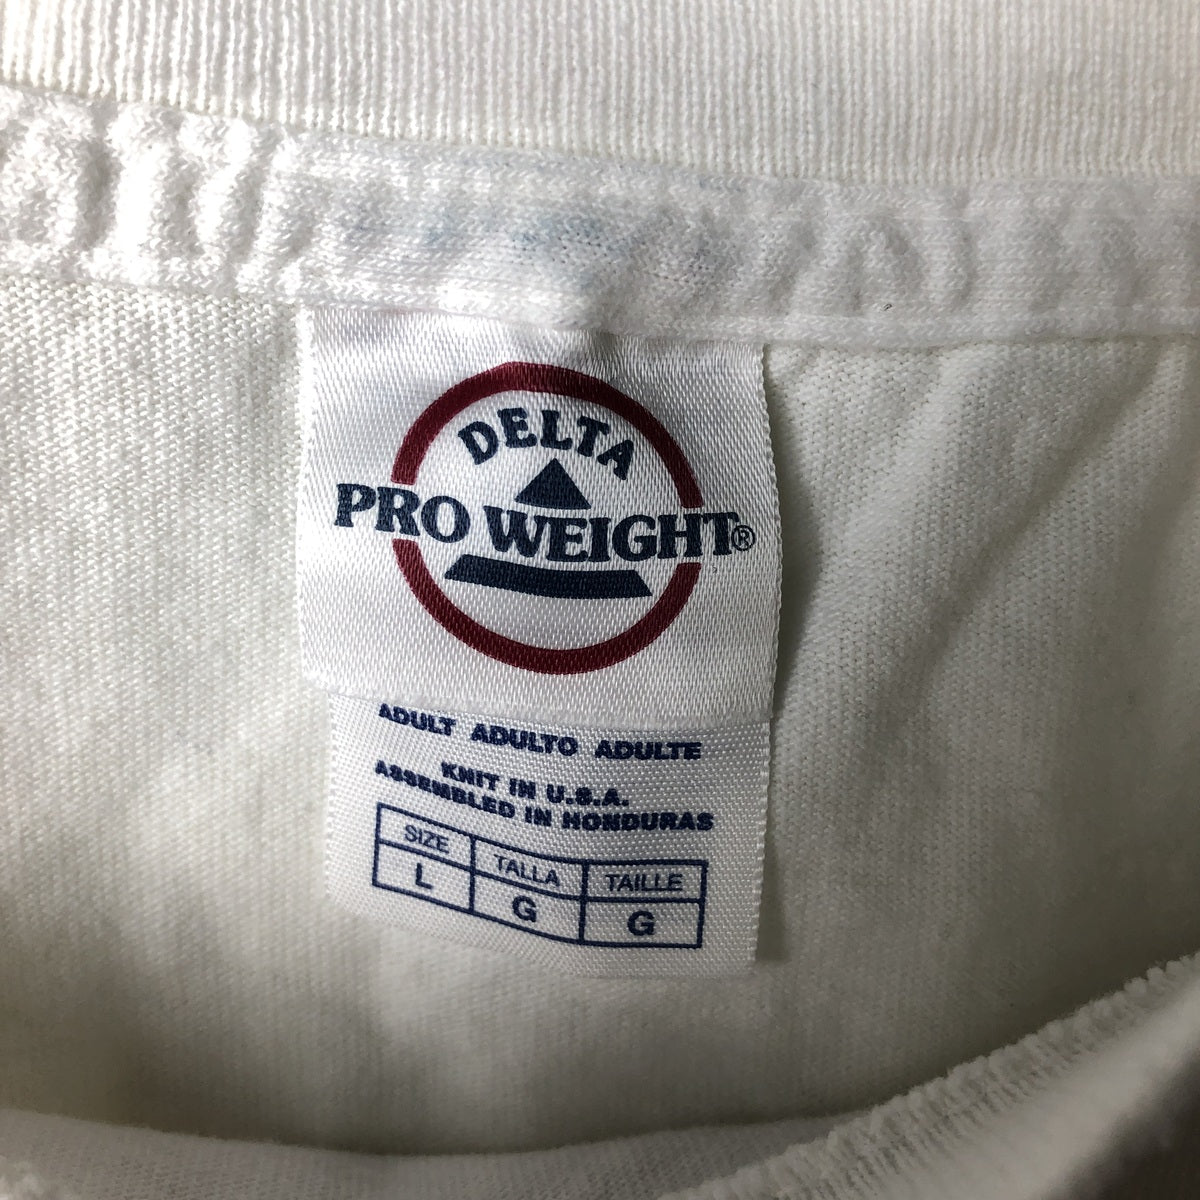 DELTA
PRO WEIGHT®
ADULT ADULTO ADULTE
KNIT IN U.S.A.
ASSEMBLED IN HONDURAS
SIZE TALLA TAILLE
L G G